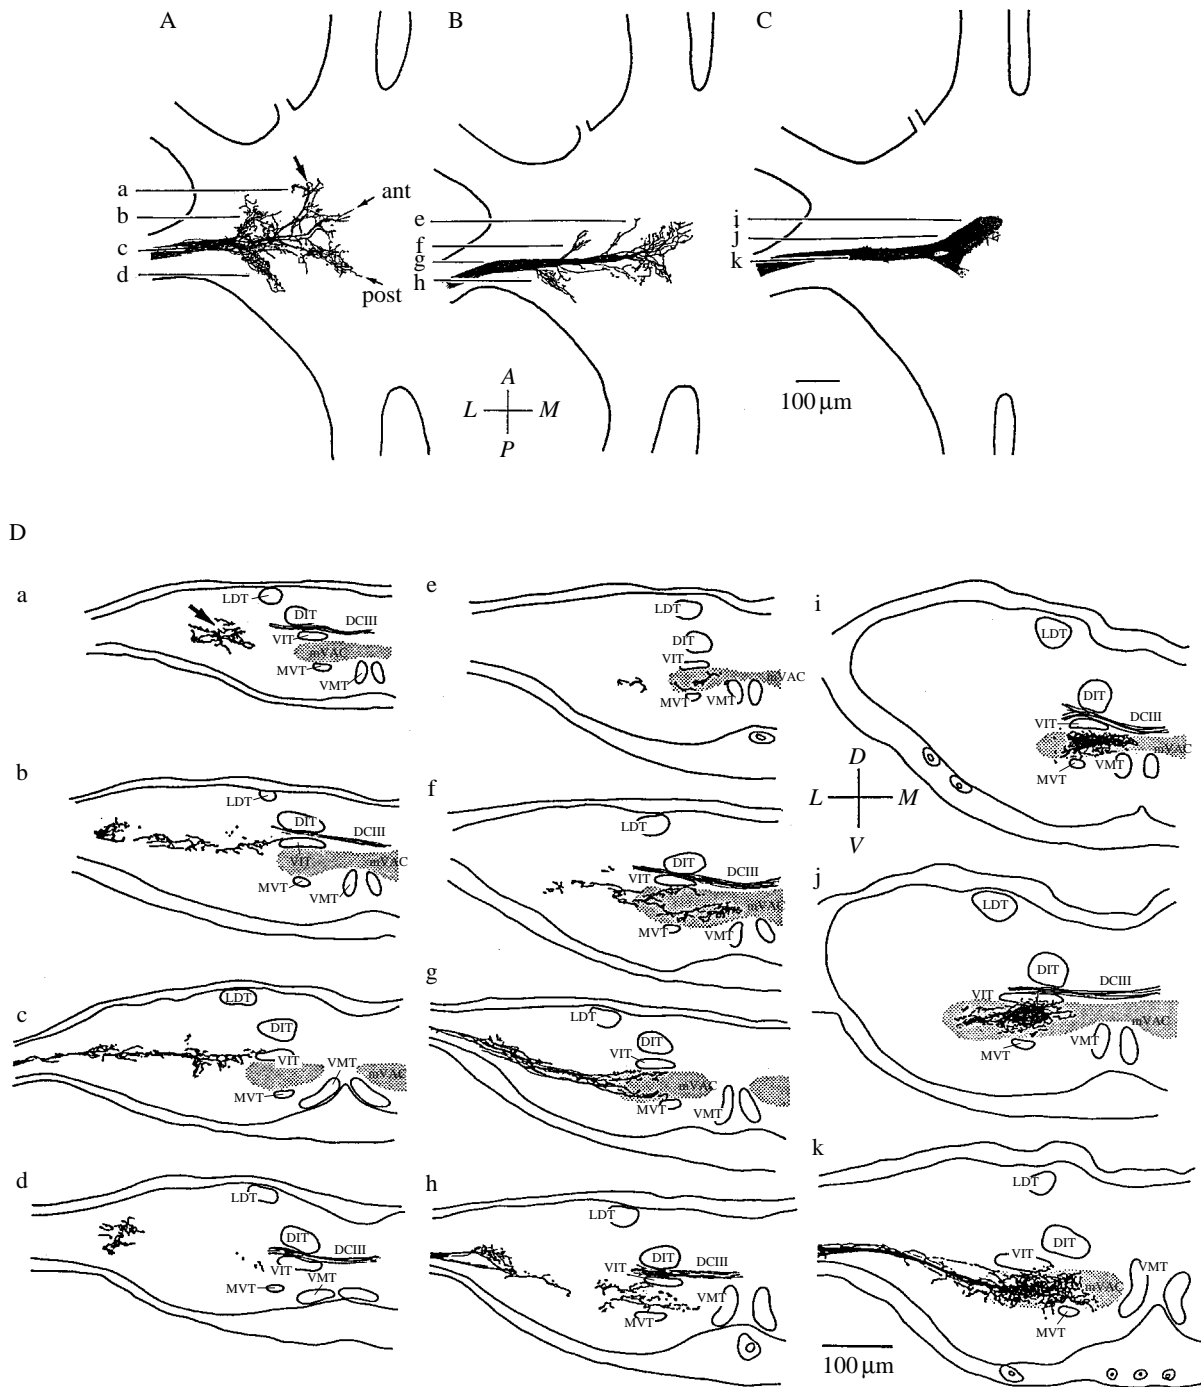 A
B
C
a
b
c
d
ant
post
e
f
g
h
i
j
k
A
L M
P
100 µm
D
a
LDT
DIT
DCIII
VIT
mVAC
MVT
VMT
b
LDT
DIT
DCIII
VIT
mVAC
MVT
VMT
c
LDT
DIT
VIT
VMT
mVAC
MVT
d
LDT
DIT
DCIII
VIT
VMT
MVT
e
LDT
DIT
VIT
mVAC
MVT
VMT
f
LDT
DIT
VIT
DCIII
mVAC
MVT
VMT
g
LDT
DIT
VIT
mVAC
MVT
VMT
h
LDT
DIT
VIT
DCIII
VMT
MVT
i
LDT
DIT
DCIII
VIT
mVAC
VMT
MVT
D
L M
V
j
LDT
DIT
DCIII
VIT
mVAC
MVT
VMT
k
LDT
DIT
VIT
VMT
mVAC
MVT
100 µm